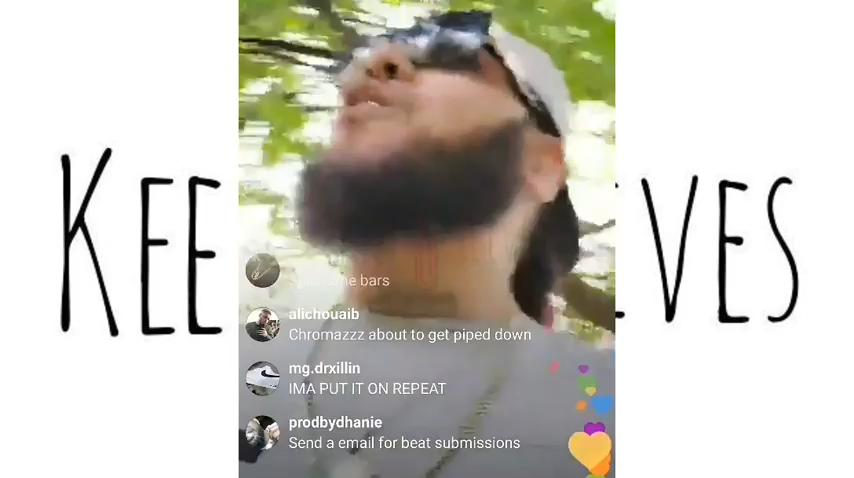 KEE VES
bars
alichouaib
Chromazzz about to get piped down
mg.drxillin
IMA PUT IT ON REPEAT
prodbydhanie
Send a email for beat submissions